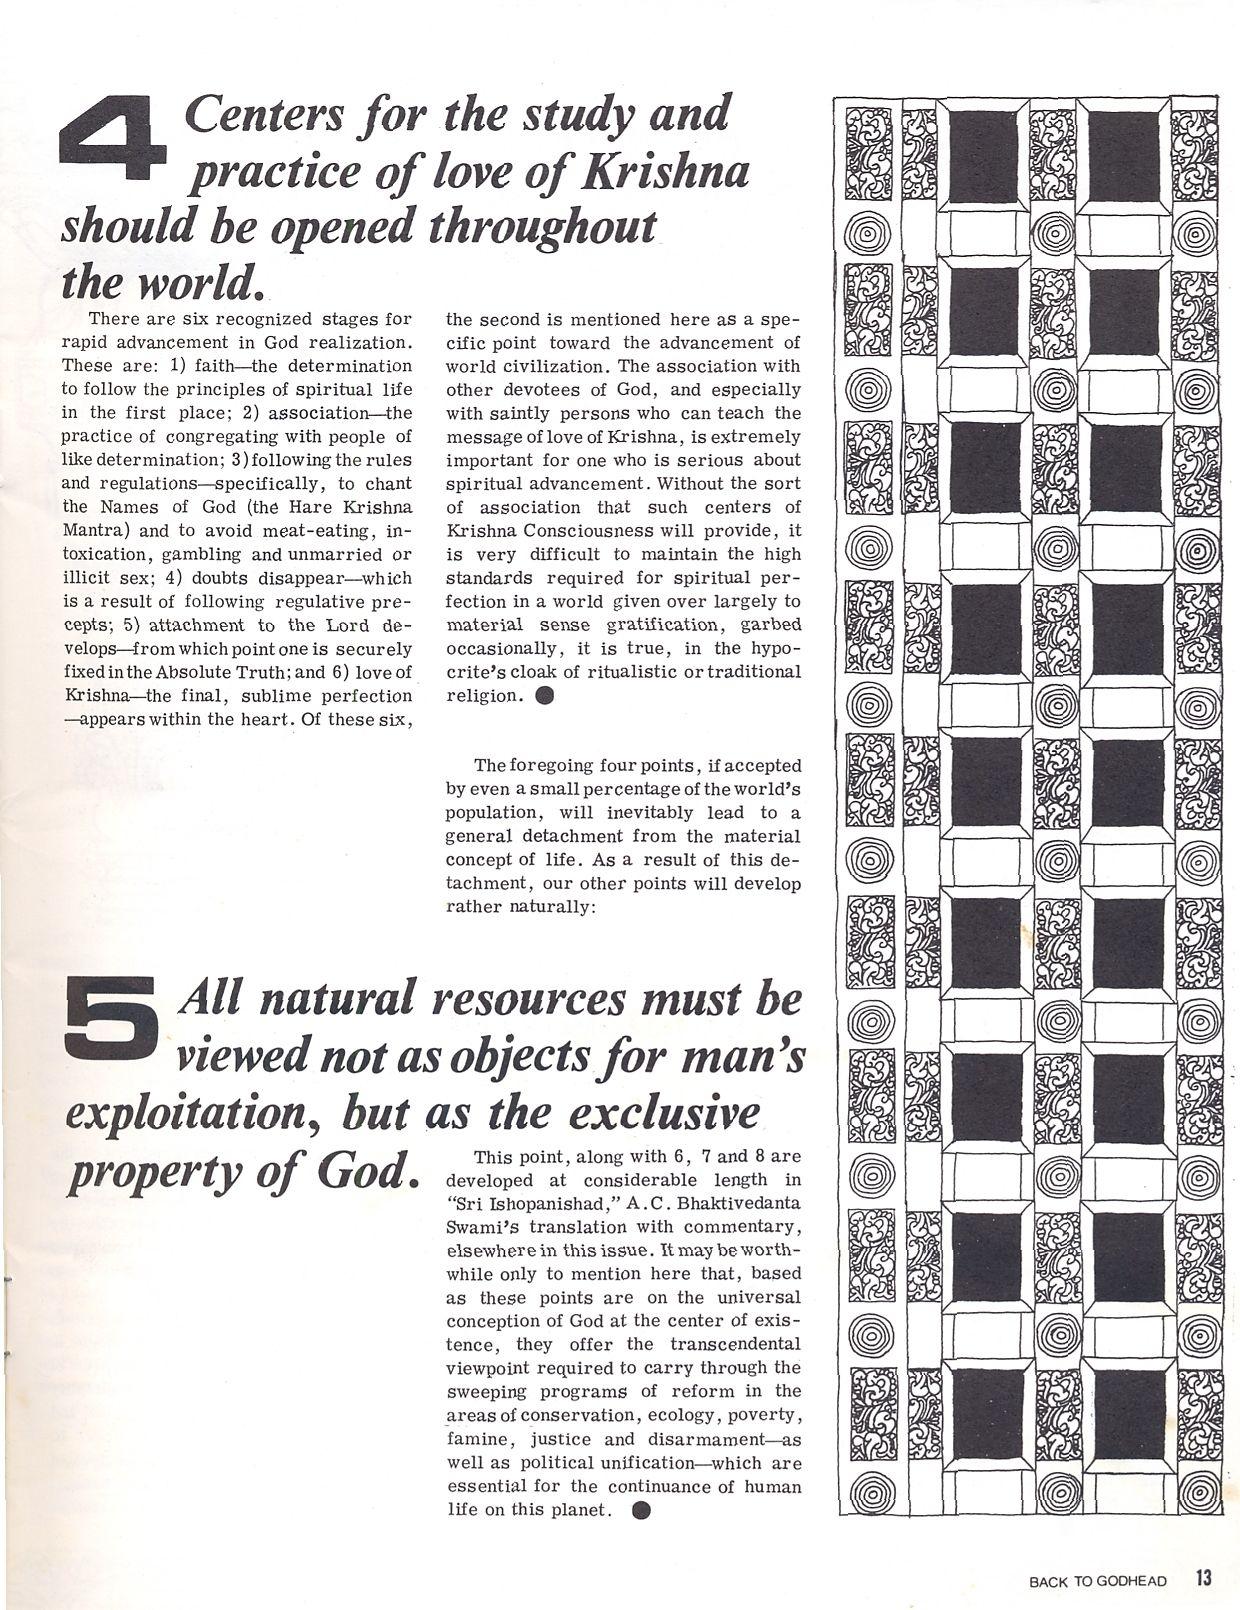 4 Centers for the study and
practice of love of Krishna
should be opened throughout
the world.
There are six recognized stages for
rapid advancement in God realization.
These are: 1) faith—the determination
to follow the principles of spiritual life
in the first place; 2) association—the
practice of congregating with people of
like determination; 3) following the rules
and regulations—specifically, to chant
the Names of God (the Hare Krishna
Mantra) and to avoid meat-eating, in-
toxication, gambling and unmarried or
illicit sex; 4) doubts disappear—which
is a result of following regulative pre-
cepts; 5) attachment to the Lord de-
velops—from which point one is securely
fixed in the Absolute Truth; and 6) love of
Krishna—the final, sublime perfection
—appears within the heart. Of these six,
the second is mentioned here as a spe-
cific point toward the advancement of
world civilization. The association with
other devotees of God, and especially
with saintly persons who can teach the
message of love of Krishna, is extremely
important for one who is serious about
spiritual advancement. Without the sort
of association that such centers of
Krishna Consciousness will provide, it
is very difficult to maintain the high
standards required for spiritual per-
fection in a world given over largely to
material sense gratification, garbed
occasionally, it is true, in the hypo-
crite's cloak of ritualistic or traditional
religion.
The foregoing four points, if accepted
by even a small percentage of the world's
population, will inevitably lead to a
general detachment from the material
concept of life. As a result of this de-
tachment, our other points will develop
rather naturally:
5 All natural resources must be
viewed not as objects for man's
exploitation, but as the exclusive
property of God.
This point, along with 6, 7 and 8 are
developed at considerable length in
"Sri Ishopanishad," A.C. Bhaktivedanta
Swami's translation with commentary,
elsewhere in this issue. It may be worth-
while only to mention here that, based
as these points are on the universal
conception of God at the center of exis-
tence, they offer the transcendental
viewpoint required to carry through the
sweeping programs of reform in the
areas of conservation, ecology, poverty,
famine, justice and disarmament—as
well as political unification—which are
essential for the continuance of human
life on this planet.
BACK TO GODHEAD 13